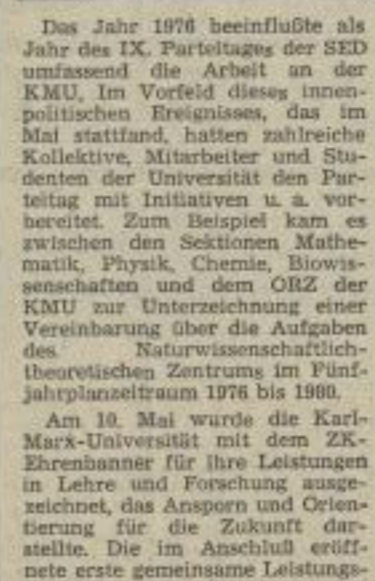 Das Jahr 1976 beeinflußte als
Jahr des IX. Parteitages der SED
umfassend die Arbeit an der
KMU. Im Vorfeld dieses innen-
politischen Ereignisses, das im
Mai stattfand, hatten zahlreiche
Kollektive, Mitarbeiter und Stu-
denten der Universität den Par-
teitag mit Initiativen u. a. vor-
bereitet. Zum Beispiel kam es
zwischen den Sektionen Mathe-
matik, Physik, Chemie, Biowis-
senschaften und dem ORZ der
KMU zur Unterzeichnung einer
Vereinbarung über die Aufgaben
des Naturwissenschaftlich-
theoretischen Zentrums im Fünf-
jahrplanzeitraum 1976 bis 1980.
Am 10. Mai wurde die Karl-
Marx-Universität mit dem ZK-
Ehrenbanner für ihre Leistungen
in Lehre und Forschung ausge-
zeichnet, das Ansporn und Orien-
tierung für die Zukunft dar-
stellte. Die im Anschluß eröff-
nete erste gemeinsame Leistungs-